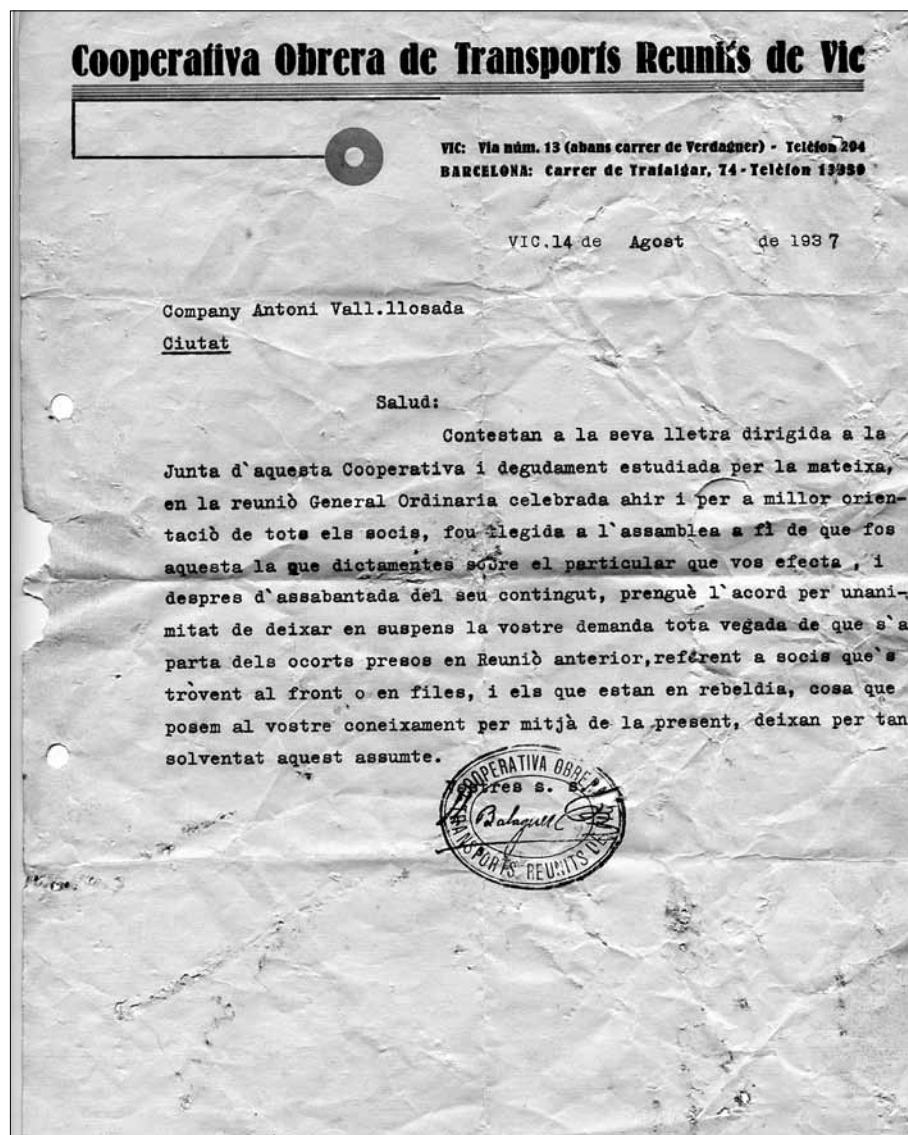 Cooperativa Obrera de Transports Reunits de Vic
VIC: Via núm. 13 (abans carrer de Verdaguer) - Telèfon 294
BARCELONA: Carrer de Trafalgar, 74 - Telèfon
VIC.14 de Agost de 1937
Company Antoni Vall.llosada
Ciutat
Salud:
Contestan a la seva lletra dirigida a la
Junta d`aquesta Cooperativa i degudament estudiada per la mateixa,
en la reuniò General Ordinaria celebrada ahir i per a millor orien-
taciò de tots els socis, fou llegida a l`assamblea a fì de que fos
aquesta la que dictamentes sobre el particular que vos efecta , i
despres d`assabantada del seu contingut, prenguè l`acord per unani-
mitat de deixar en suspens la vostre demanda tota vegada de que s`a
parta dels ocorts presos en Reuniò anterior,referent a socis que`s
tròvent al front o en files, i els que estan en rebeldia, cosa que
posem al vostre coneixament per mitjà de la present, deixan per tan
solventat aquest assumte.
Vostres s. s.
COOPERATIVA OBRERA
Balaguer
TRANSPORTS REUNITS DE VIC